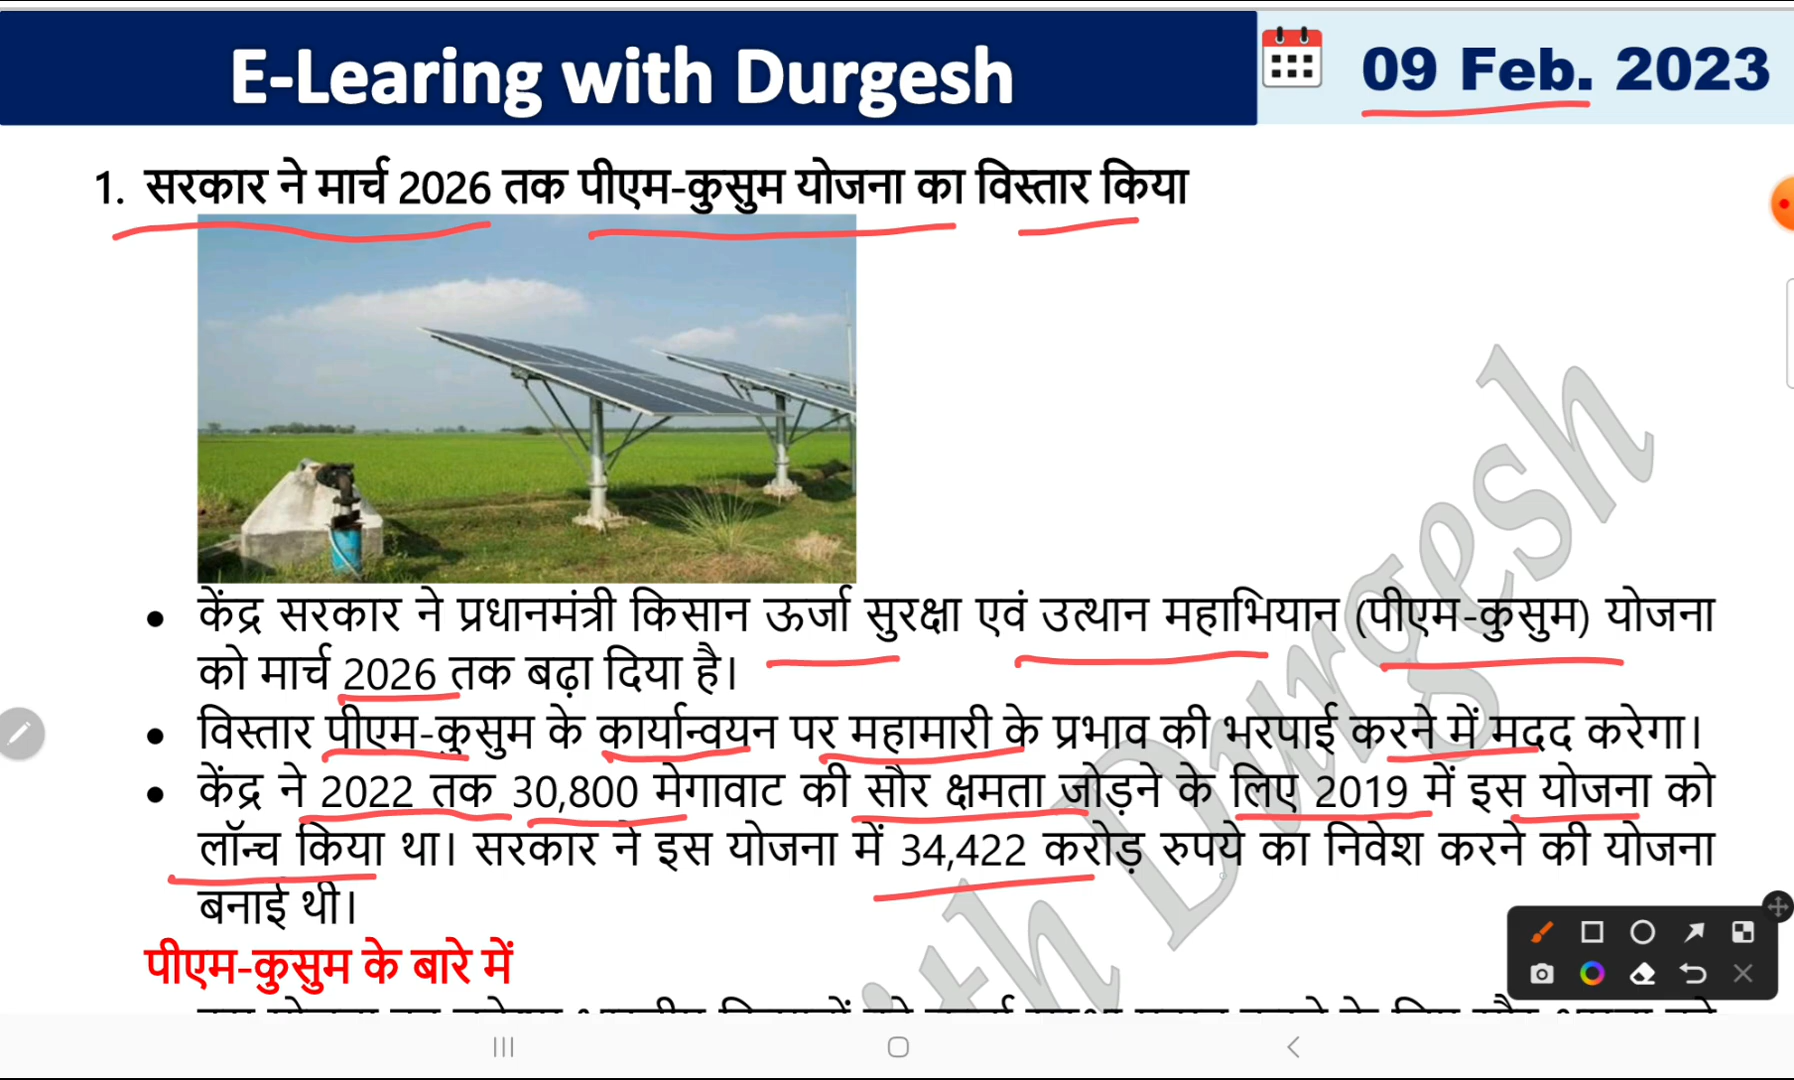 E-Learing with Durgesh
09 Feb. 2023
1. सरकार ने मार्च 2026 तक पीएम-कुसुम योजना का विस्तार किया
• केंद्र सरकार ने प्रधानमंत्री किसान ऊर्जा सुरक्षा एवं उत्थान महाभियान (पीएम-कुसुम) योजना
को मार्च 2026 तक बढ़ा दिया है।
• विस्तार पीएम-कुसुम के कार्यान्वयन पर महामारी के प्रभाव की भरपाई करने में मदद करेगा।
• केंद्र ने 2022 तक 30,800 मेगावाट की सौर क्षमता जोड़ने के लिए 2019 में इस योजना को
लॉन्च किया था। सरकार ने इस योजना में 34,422 करोड़ रुपये का निवेश करने की योजना
बनाई थी।
पीएम-कुसुम के बारे में
ith Durgesh